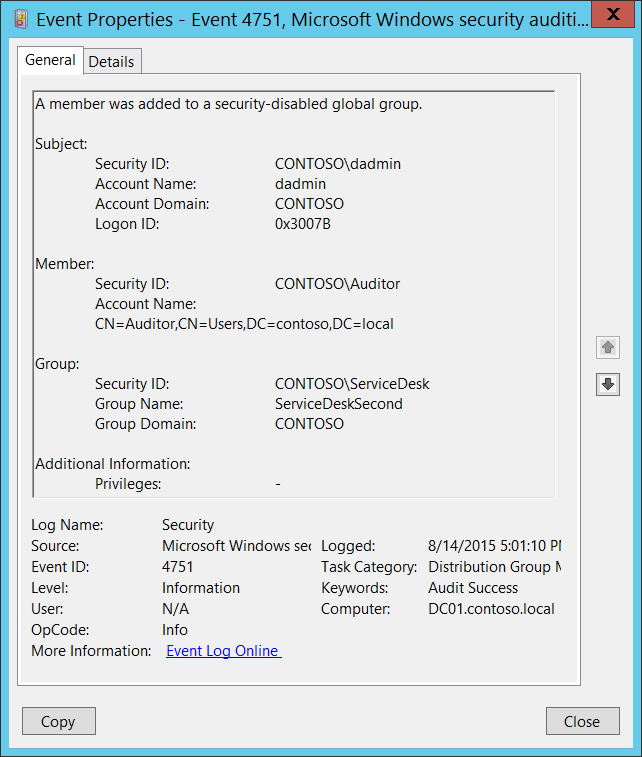 Event Properties - Event 4751, Microsoft Windows security auditi...
General
Details
A member was added to a security-disabled global group.
Subject:
Security ID: CONTOSO\dadmin
Account Name: dadmin
Account Domain: CONTOSO
Logon ID: 0x3007B
Member:
Security ID: CONTOSO\Auditor
Account Name:
CN=Auditor,CN=Users,DC=contoso,DC=local
Group:
Security ID: CONTOSO\ServiceDesk
Group Name: ServiceDeskSecond
Group Domain: CONTOSO
Additional Information:
Privileges: -
Log Name: Security
Source: Microsoft Windows sec Logged: 8/14/2015 5:01:10 PM
Event ID: 4751 Task Category: Distribution Group M
Level: Information Keywords: Audit Success
User: N/A Computer: DC01.contoso.local
OpCode: Info
More Information: Event Log Online
Copy
Close